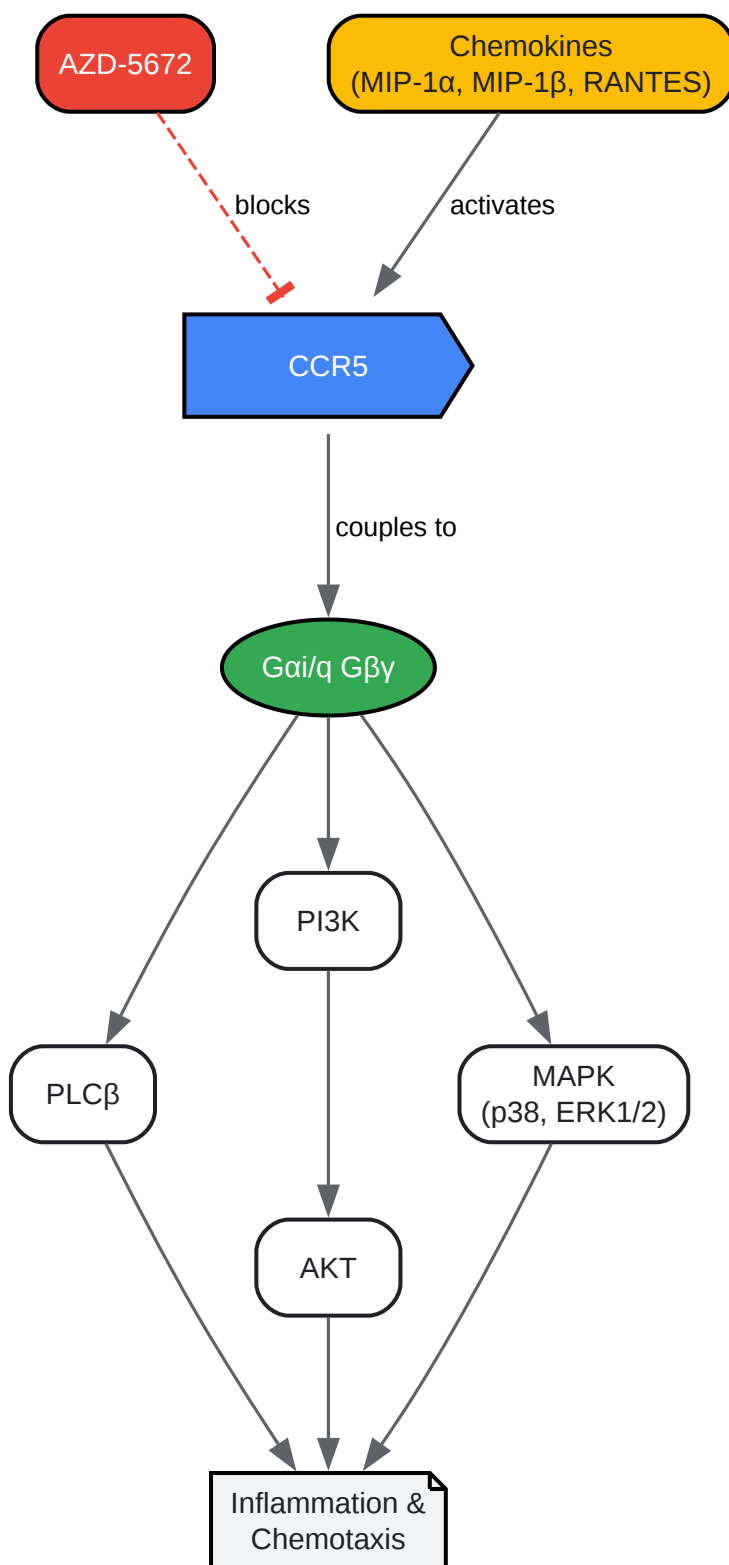 AZD-5672
Chemokines
(MIP-1α, MIP-1β, RANTES)
blocks
activates
CCR5
couples to
Gαi/q Gβγ
PI3K
PLCβ
MAPK
(p38, ERK1/2)
AKT
Inflammation &
Chemotaxis